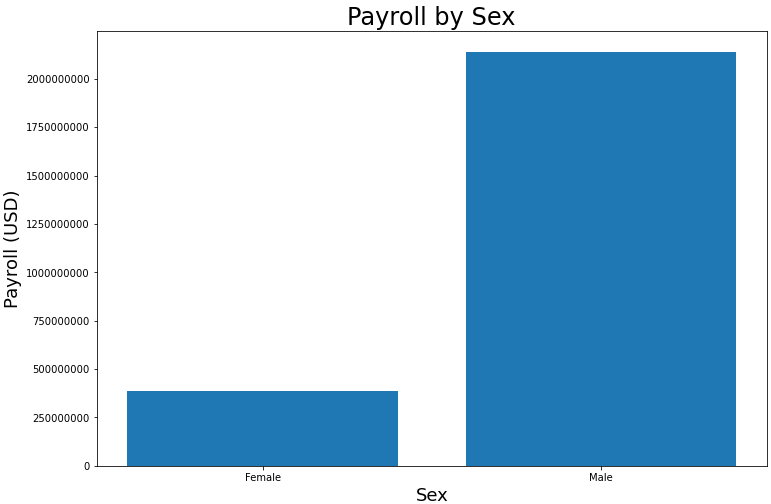 Payroll by Sex
Payroll (USD)
2000000000
1750000000
1500000000
1250000000
1000000000
750000000
500000000
250000000
0
Female Male
Sex